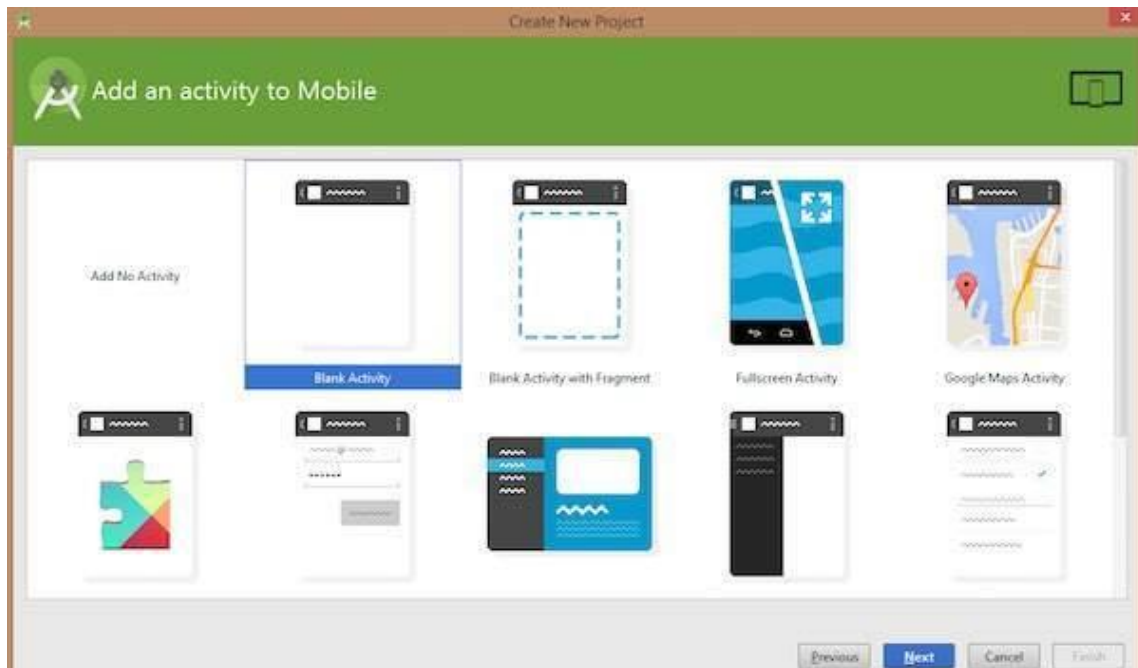 Create New Project
Add an activity to Mobile
Add No Activity
Blank Activity
Blank Activity with Fragment
Fullscreen Activity
Google Maps Activity
Previous
Next
Cancel
Finish